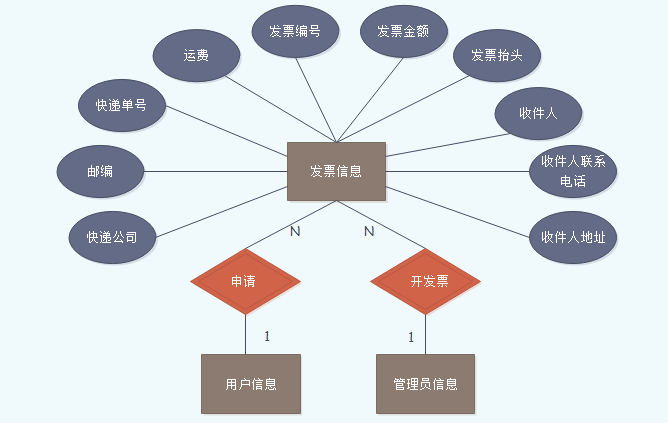 发票编号
发票金额
运费
发票抬头
快递单号
收件人
邮编
发票信息
收件人联系
电话
快递公司
收件人地址
N
N
申请
开发票
1
1
用户信息
管理员信息